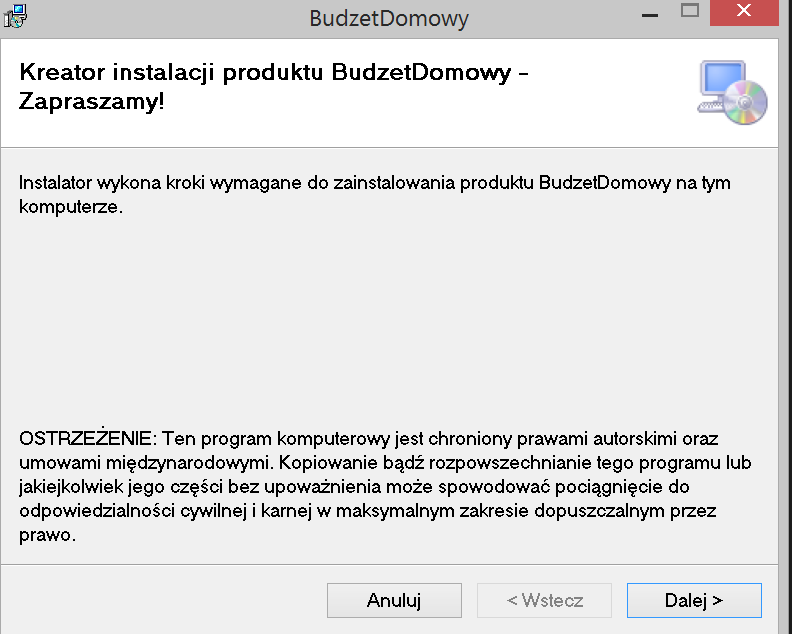 BudzetDomowy
Kreator instalacji produktu BudzetDomowy -
Zapraszamy!
Instalator wykona kroki wymagane do zainstalowania produktu BudzetDomowy na tym
komputerze.
OSTRZEŻENIE: Ten program komputerowy jest chroniony prawami autorskimi oraz
umowami międzynarodowymi. Kopiowanie bądź rozpowszechnianie tego programu lub
jakiejkolwiek jego części bez upoważnienia może spowodować pociągnięcie do
odpowiedzialności cywilnej i karnej w maksymalnym zakresie dopuszczalnym przez
prawo.
Anuluj
< Wstecz
Dalej >